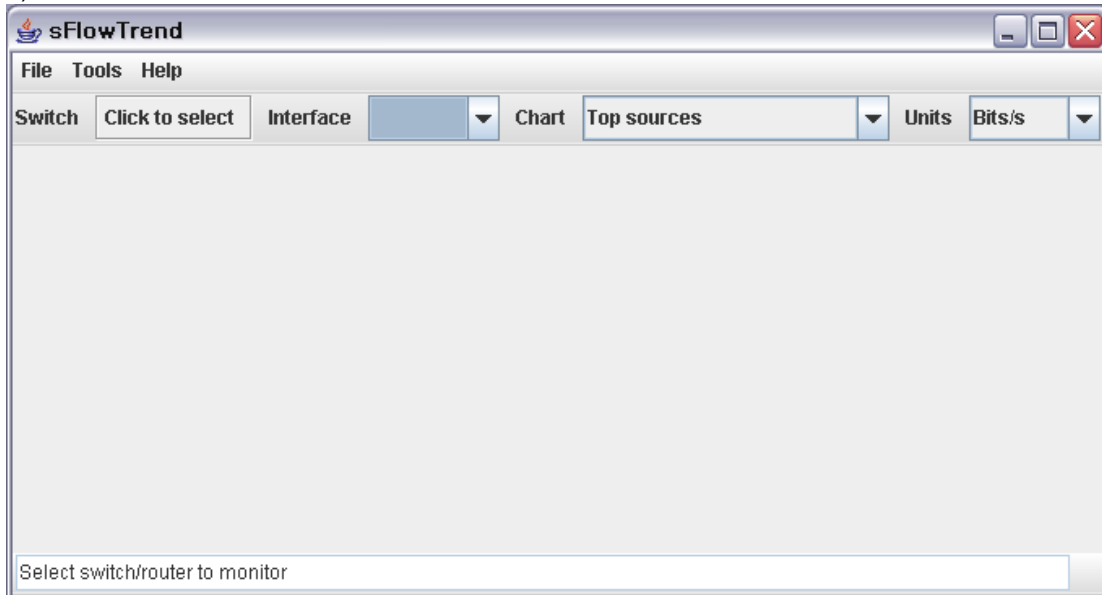 sFlowTrend
File Tools Help
Switch Click to select Interface Chart Top sources Units Bits/s
Select switch/router to monitor